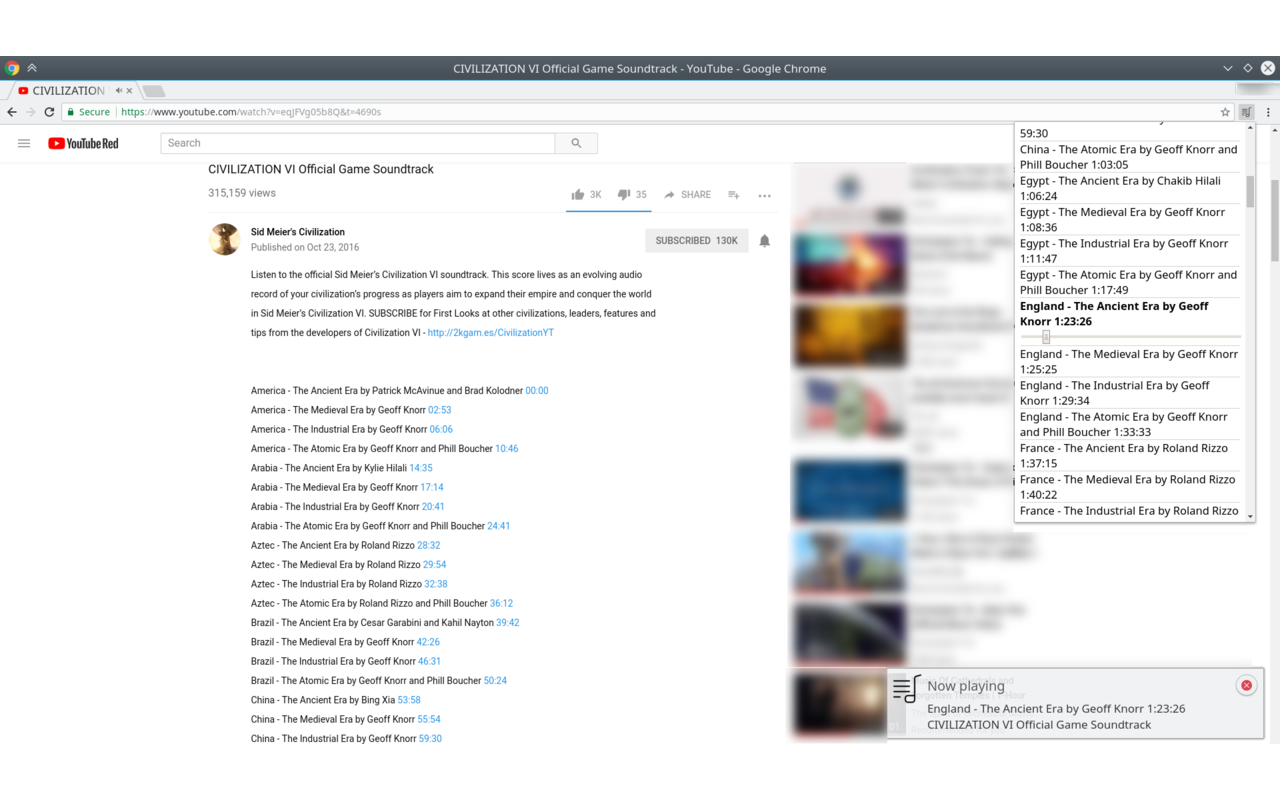 CIVILIZATION VI Official Game Soundtrack - YouTube - Google Chrome
CIVILIZATION
Secure https://www.youtube.com/watch?v=eqJFVg05b8Q&t=4690s
YouTube Red
Search
CIVILIZATION VI Official Game Soundtrack
315,159 views
3K 35 SHARE
Sid Meier's Civilization
Published on Oct 23, 2016
SUBSCRIBED 130K
Listen to the official Sid Meier's Civilization VI soundtrack. This score lives as an evolving audio
record of your civilization's progress as players aim to expand their empire and conquer the world
in Sid Meier's Civilization VI. SUBSCRIBE for First Looks at other civilizations, leaders, features and
tips from the developers of Civilization VI - http://2kgam.es/CivilizationYT
America - The Ancient Era by Patrick McAvinue and Brad Kolodner 00:00
America - The Medieval Era by Geoff Knorr 02:53
America - The Industrial Era by Geoff Knorr 06:06
America - The Atomic Era by Geoff Knorr and Phill Boucher 10:46
Arabia - The Ancient Era by Kylie Hilali 14:35
Arabia - The Medieval Era by Geoff Knorr 17:14
Arabia - The Industrial Era by Geoff Knorr 20:41
Arabia - The Atomic Era by Geoff Knorr and Phill Boucher 24:41
Aztec - The Ancient Era by Roland Rizzo 28:32
Aztec - The Medieval Era by Roland Rizzo 29:54
Aztec - The Industrial Era by Roland Rizzo 32:38
Aztec - The Atomic Era by Roland Rizzo and Phill Boucher 36:12
Brazil - The Ancient Era by Cesar Garabini and Kahil Nayton 39:42
Brazil - The Medieval Era by Geoff Knorr 42:26
Brazil - The Industrial Era by Geoff Knorr 46:31
Brazil - The Atomic Era by Geoff Knorr and Phill Boucher 50:24
China - The Ancient Era by Bing Xia 53:58
China - The Medieval Era by Geoff Knorr 55:54
China - The Industrial Era by Geoff Knorr 59:30
59:30
China - The Atomic Era by Geoff Knorr and
Phill Boucher 1:03:05
Egypt - The Ancient Era by Chakib Hilali
1:06:24
Egypt - The Medieval Era by Geoff Knorr
1:08:36
Egypt - The Industrial Era by Geoff Knorr
1:11:47
Egypt - The Atomic Era by Geoff Knorr and
Phill Boucher 1:17:49
England - The Ancient Era by Geoff
Knorr 1:23:26
England - The Medieval Era by Geoff Knorr
1:25:25
England - The Industrial Era by Geoff
Knorr 1:29:34
England - The Atomic Era by Geoff Knorr
and Phill Boucher 1:33:33
France - The Ancient Era by Roland Rizzo
1:37:15
France - The Medieval Era by Roland Rizzo
1:40:22
France - The Industrial Era by Roland Rizzo
Now playing
England - The Ancient Era by Geoff Knorr 1:23:26
CIVILIZATION VI Official Game Soundtrack